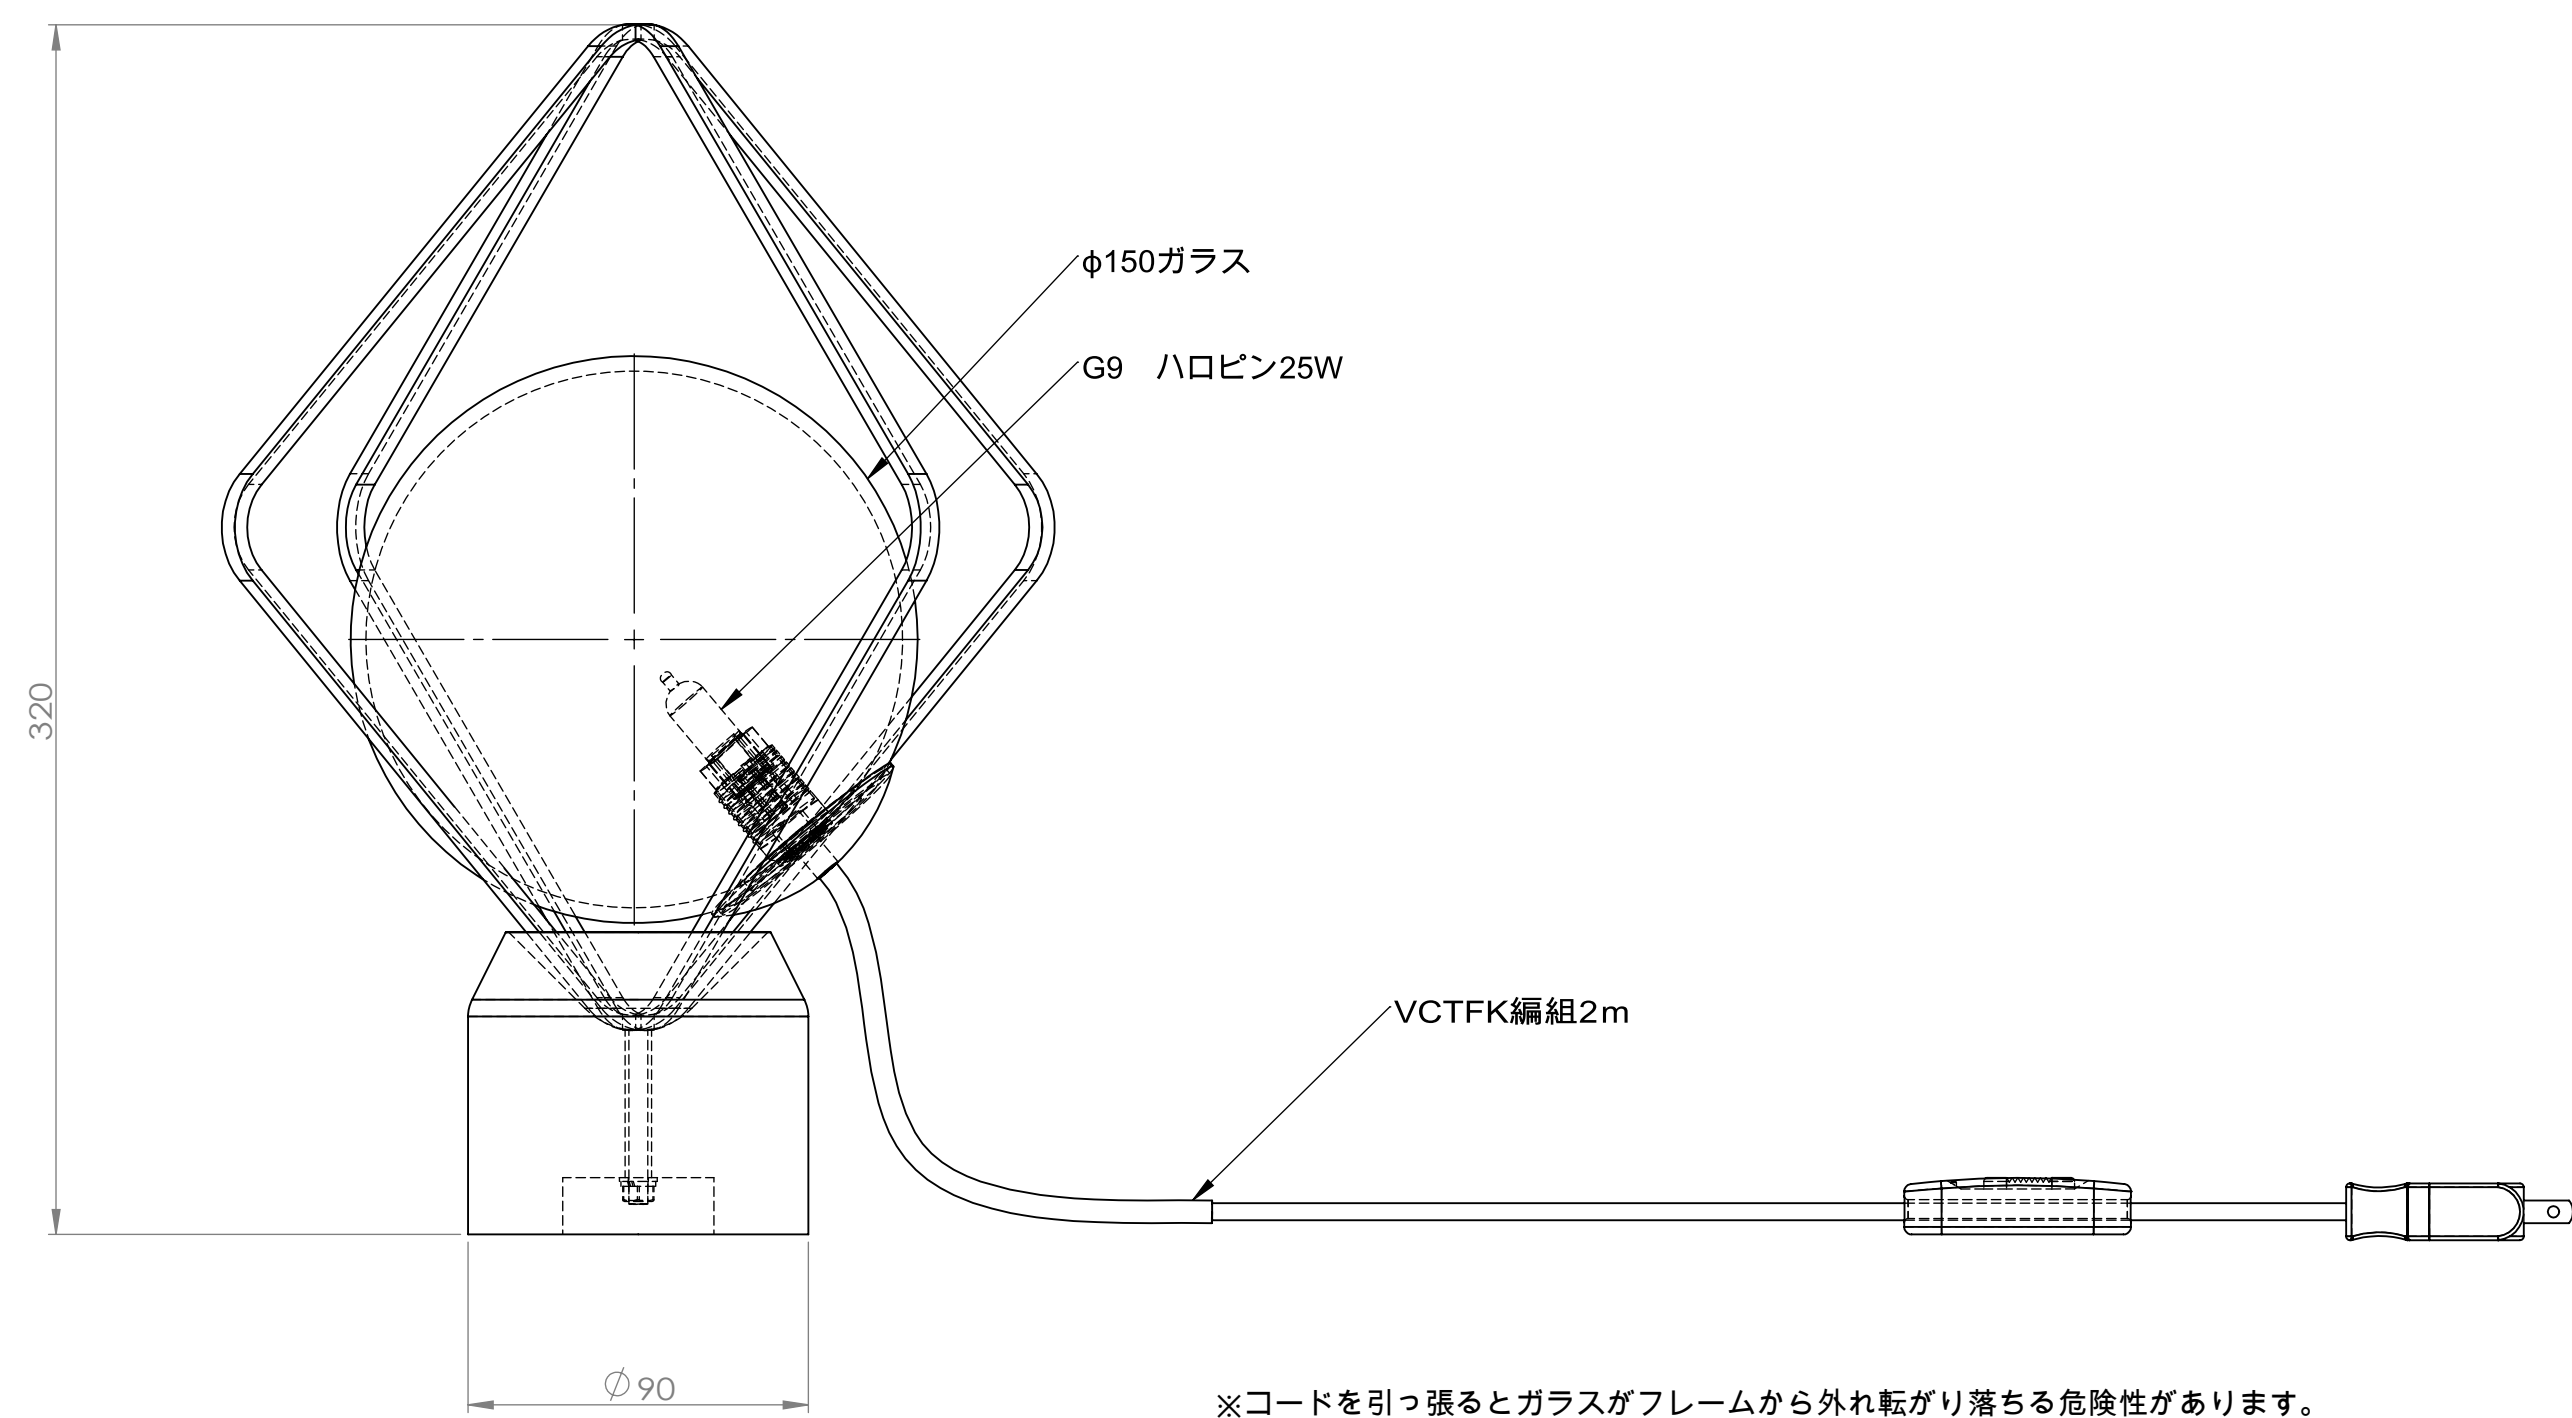 φ150ガラス
G9　ハロピン25W
320
VCTFK編組2m
∅90
※コードを引っ張るとガラスがフレームから外れ転がり落ちる危険性があります。